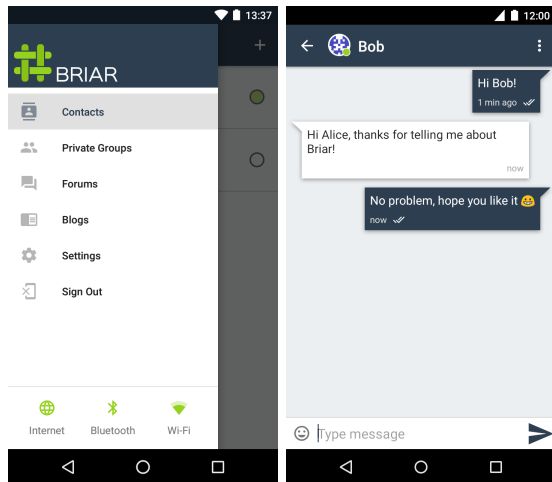 13:37
BRIAR
Contacts
Private Groups
Forums
Blogs
Settings
Sign Out
Internet Bluetooth Wi-Fi
12:00
Bob
Hi Bob!
1 min ago
Hi Alice, thanks for telling me about
Briar!
now
No problem, hope you like it 😁
now
Type message